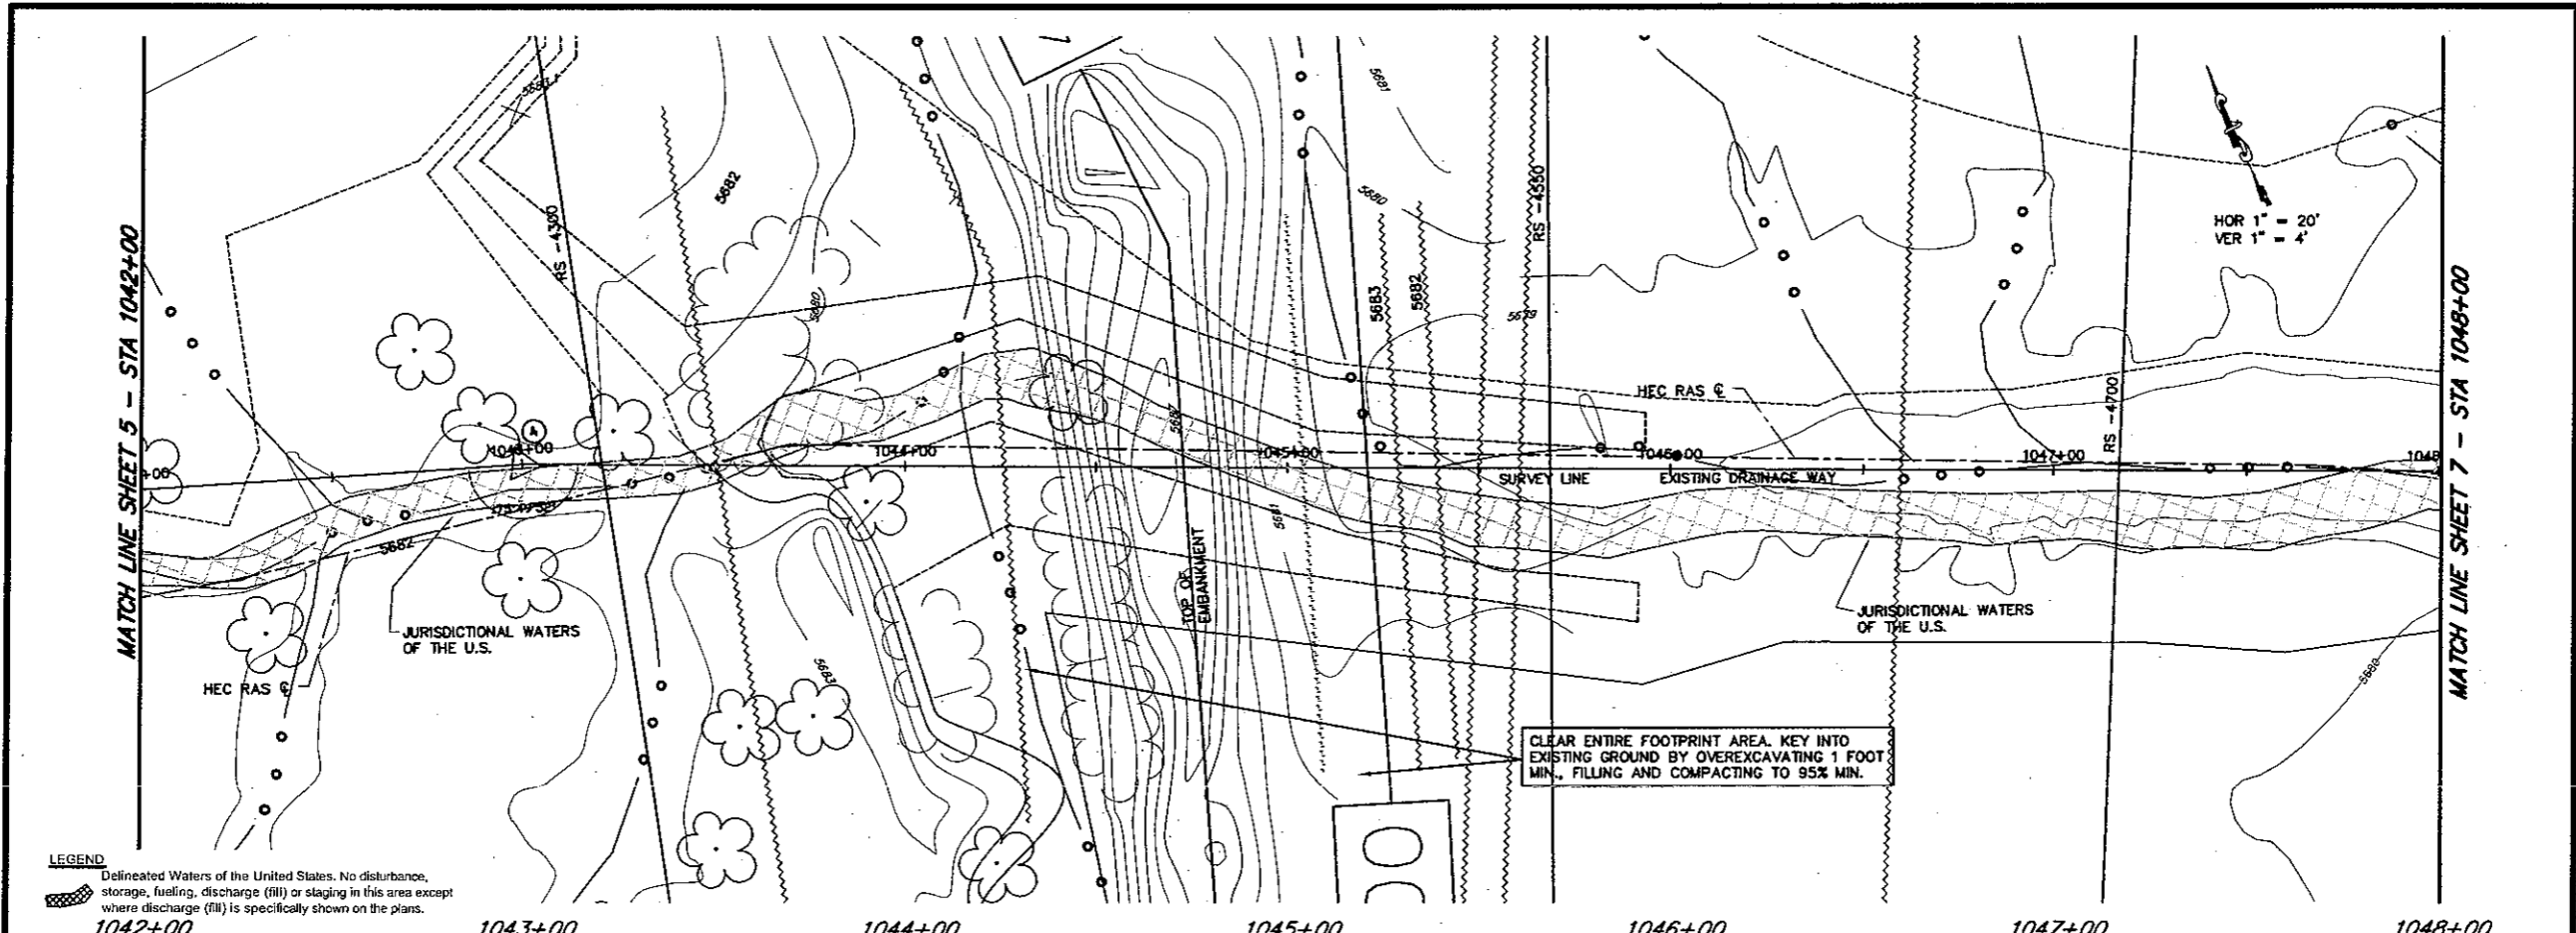 MATCH LINE SHEET 5 - STA 1042+00
MATCH LINE SHEET 7 - STA 1048+00
RS -4300
5682
5680
5681
5680
RS -4550
5683
5682
5679
HOR 1" = 20'
VER 1" = 4'
HEC RAS ℄
RS -4700
A
+00
1043+00
1044+00
1045+00
1046+00
1047+00
1048
SURVEY LINE
EXISTING DRAINAGE WAY
5682
5681
JURISDICTIONAL WATERS
OF THE U.S.
TOP OF
EMBANKMENT
JURISDICTIONAL WATERS
OF THE U.S.
HEC RAS ℄
5683
5680
CLEAR ENTIRE FOOTPRINT AREA. KEY INTO
EXISTING GROUND BY OVEREXCAVATING 1 FOOT
MIN., FILLING AND COMPACTING TO 95% MIN.
00
LEGEND
Delineated Waters of the United States. No disturbance,
storage, fueling, discharge (fill) or staging in this area except
where discharge (fill) is specifically shown on the plans.
1042+00
1043+00
1044+00
1045+00
1046+00
1047+00
1048+00